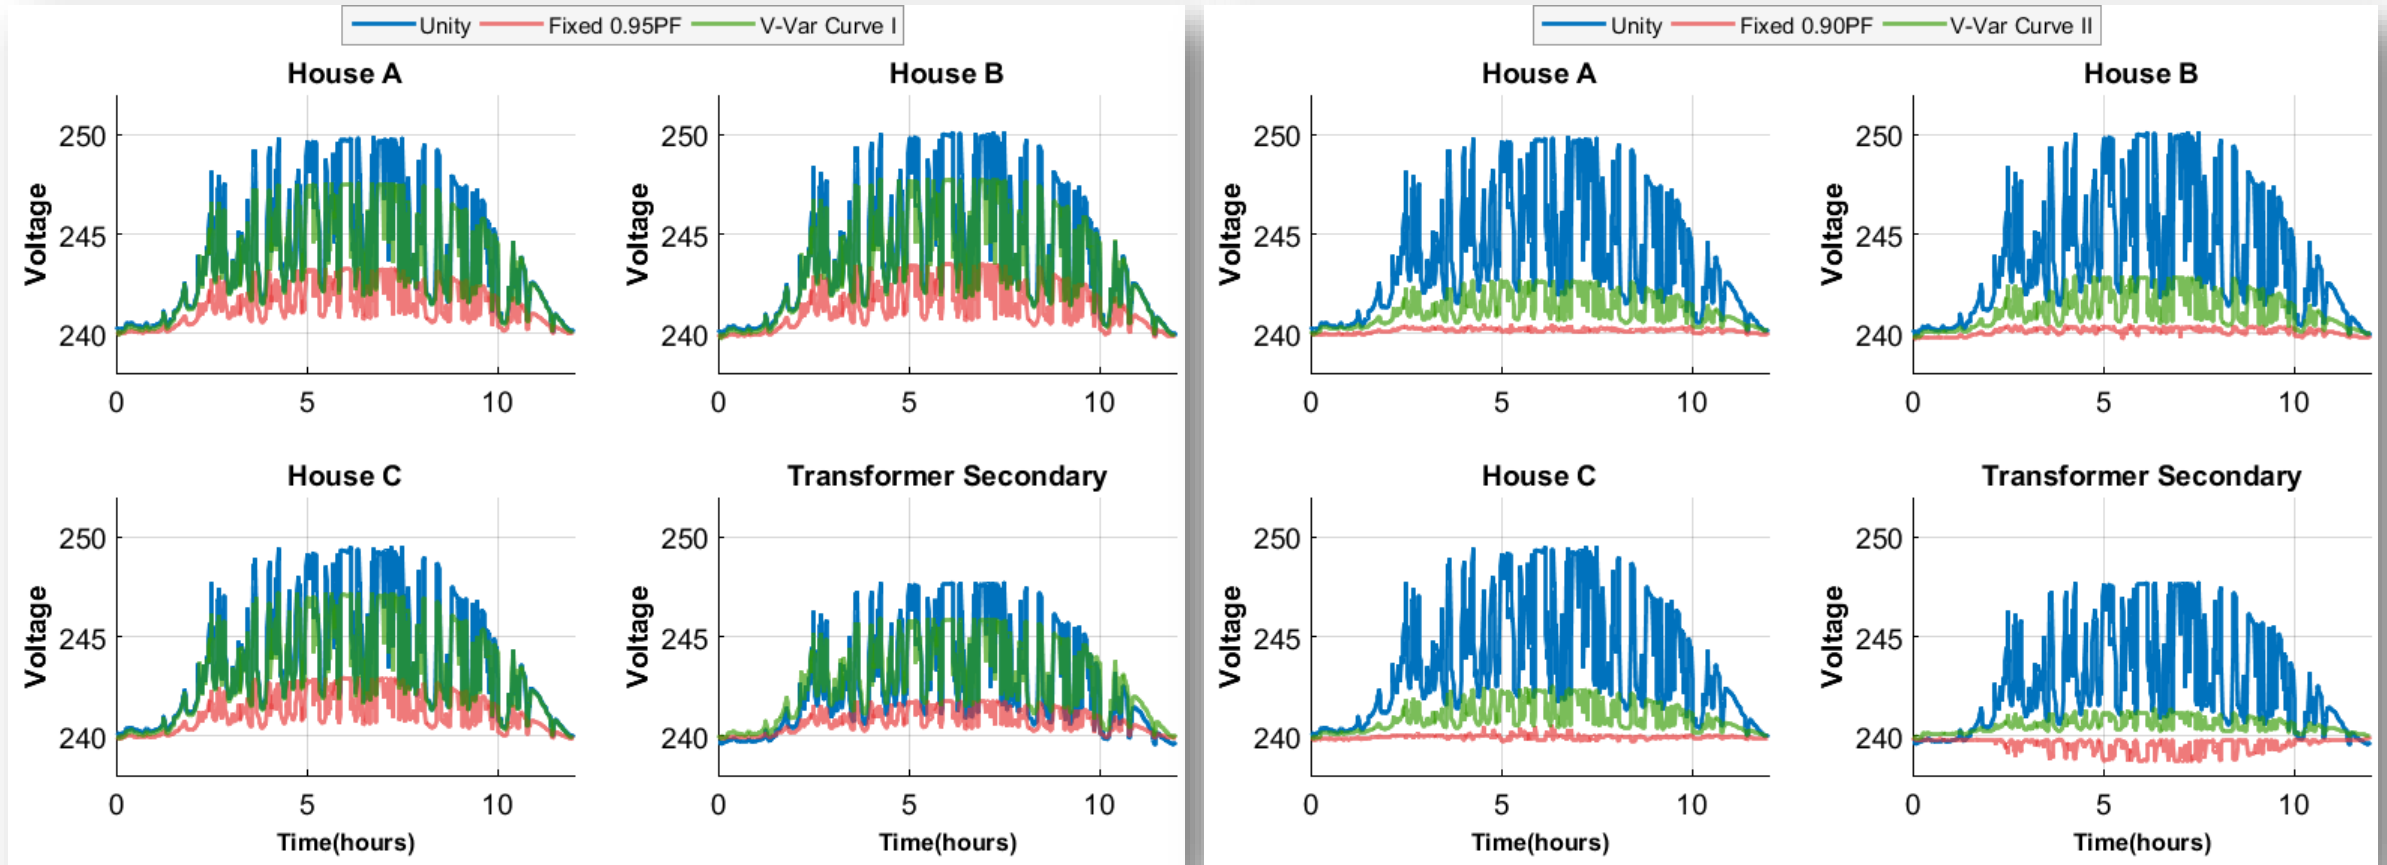 Unity Fixed 0.95PF V-Var Curve I
House A
Voltage
250
245
240
0 5 10
House B
Voltage
250
245
240
0 5 10
House C
Voltage
250
245
240
0 5 10
Time(hours)
Transformer Secondary
Voltage
250
245
240
0 5 10
Time(hours)
Unity Fixed 0.90PF V-Var Curve II
House A
Voltage
250
245
240
0 5 10
House B
Voltage
250
245
240
0 5 10
House C
Voltage
250
245
240
0 5 10
Time(hours)
Transformer Secondary
Voltage
250
245
240
0 5 10
Time(hours)